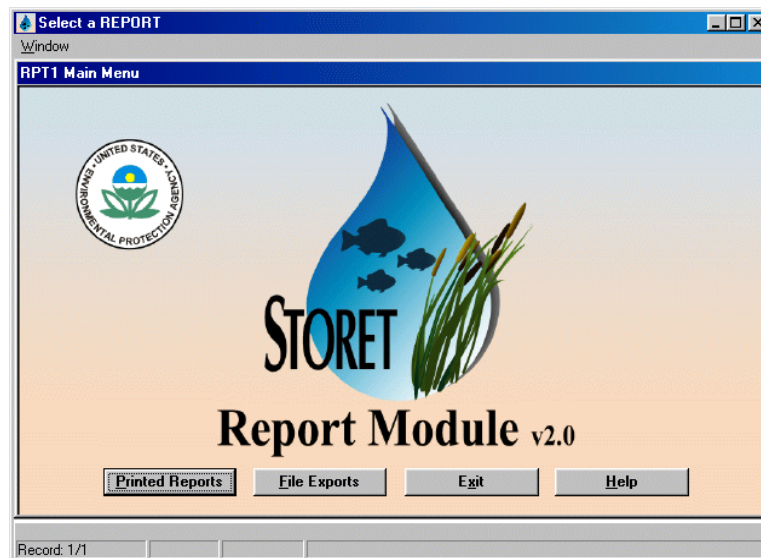 Select a REPORT
Window
RPT1 Main Menu
UNITED STATES
ENVIRONMENTAL PROTECTION AGENCY
STORET
Report Module v2.0
Printed Reports File Exports Exit Help
Record: 1/1